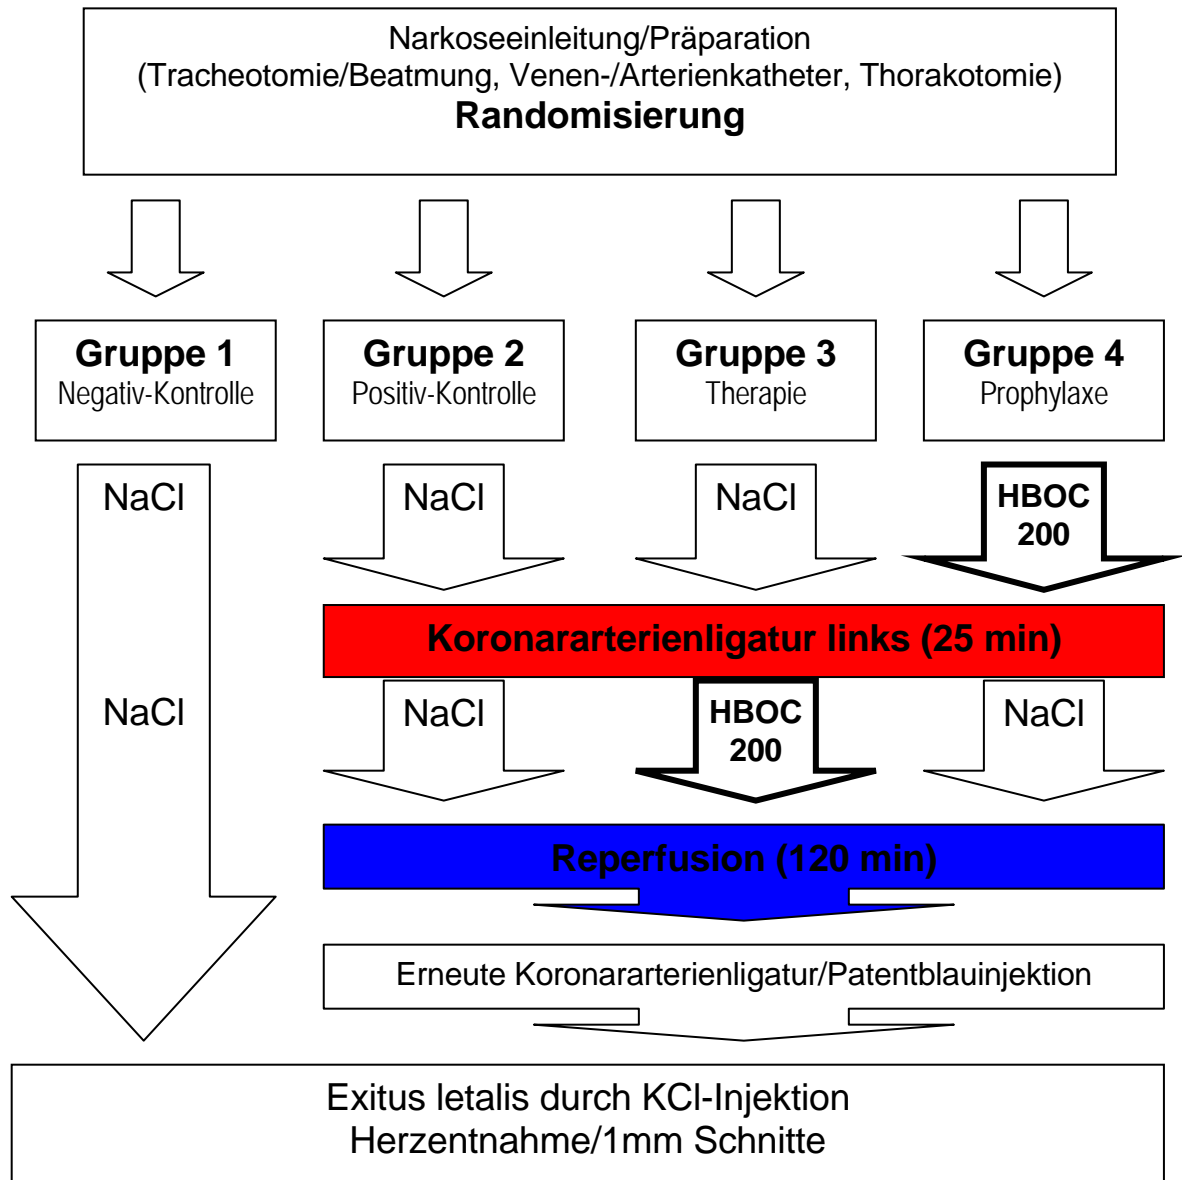 Narkoseeinleitung/Präparation
(Tracheotomie/Beatmung, Venen-/Arterienkatheter, Thorakotomie)
Randomisierung
Gruppe 1
Negativ-Kontrolle
Gruppe 2
Positiv-Kontrolle
Gruppe 3
Therapie
Gruppe 4
Prophylaxe
NaCl
NaCl
NaCl
HBOC
200
Koronararterienligatur links (25 min)
NaCl
NaCl
HBOC
200
NaCl
Reperfusion (120 min)
Erneute Koronararterienligatur/Patentblauinjektion
Exitus letalis durch KCl-Injektion
Herzentnahme/1mm Schnitte